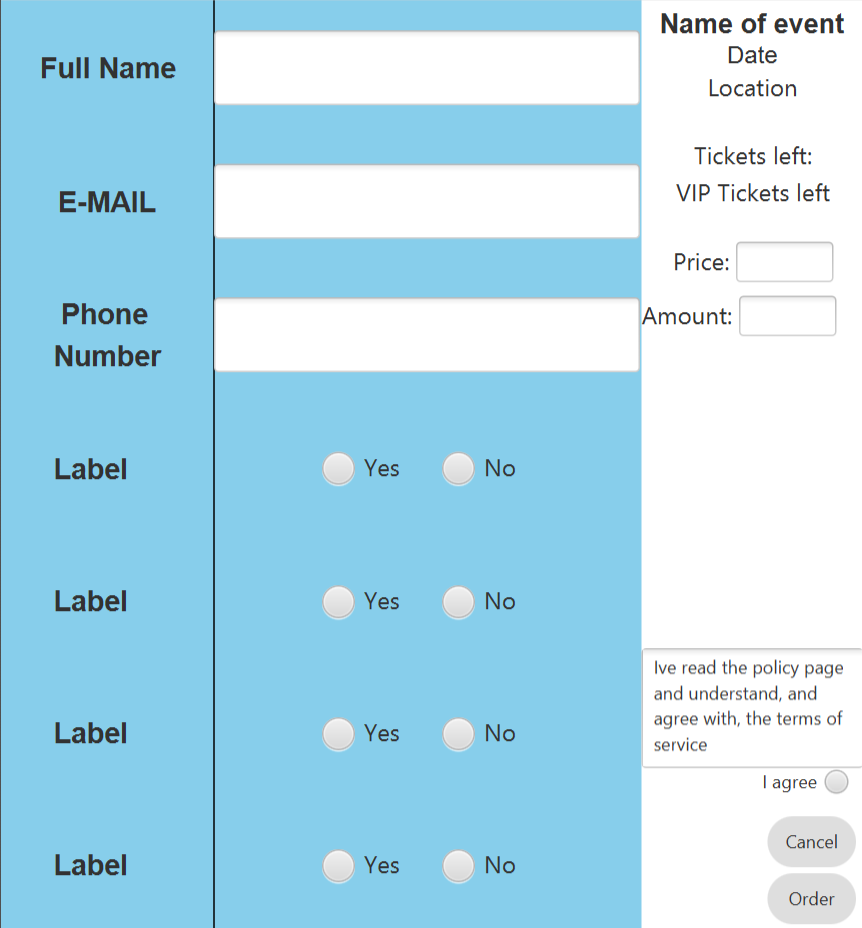 Full Name
E-MAIL
Phone
Number
Label
Yes
No
Label
Yes
No
Label
Yes
No
Label
Yes
No
Name of event
Date
Location
Tickets left:
VIP Tickets left
Price:
Amount:
Ive read the policy page
and understand, and
agree with, the terms of
service
I agree
Cancel
Order